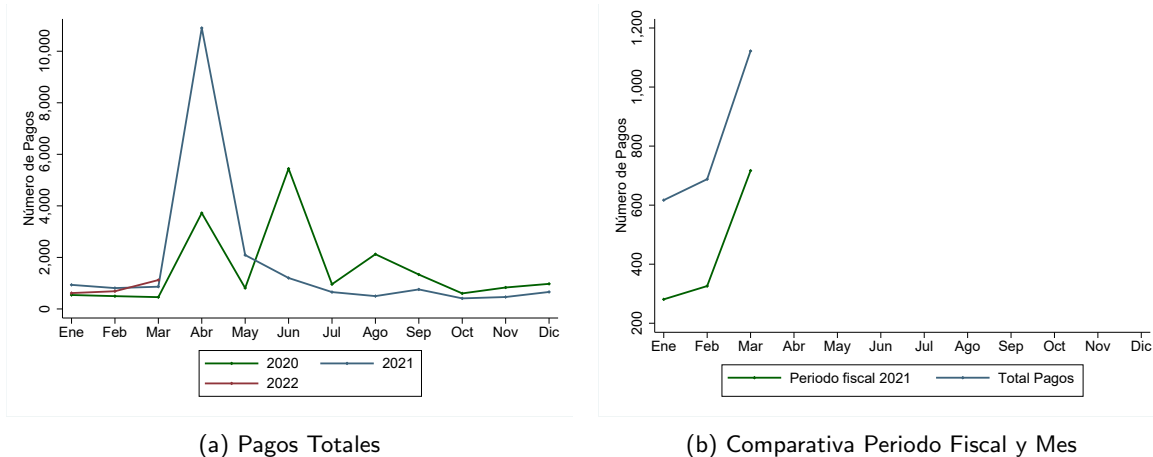 Número de Pagos
10,000
8,000
6,000
4,000
2,000
0
Ene Feb Mar Abr May Jun Jul Ago Sep Oct Nov Dic
2020 2021
2022
(a) Pagos Totales
Número de Pagos
1,200
1,000
800
600
400
200
Ene Feb Mar Abr May Jun Jul Ago Sep Oct Nov Dic
Periodo fiscal 2021 Total Pagos
(b) Comparativa Periodo Fiscal y Mes